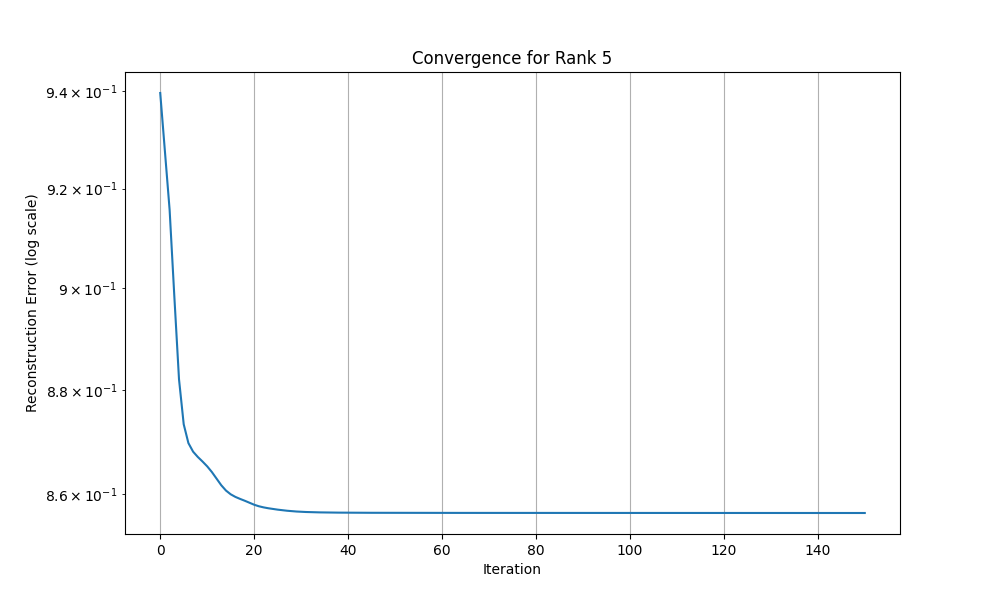 Convergence for Rank 5
Reconstruction Error (log scale)
9.4 × 10⁻¹
9.2 × 10⁻¹
9 × 10⁻¹
8.8 × 10⁻¹
8.6 × 10⁻¹
0 20 40 60 80 100 120 140
Iteration